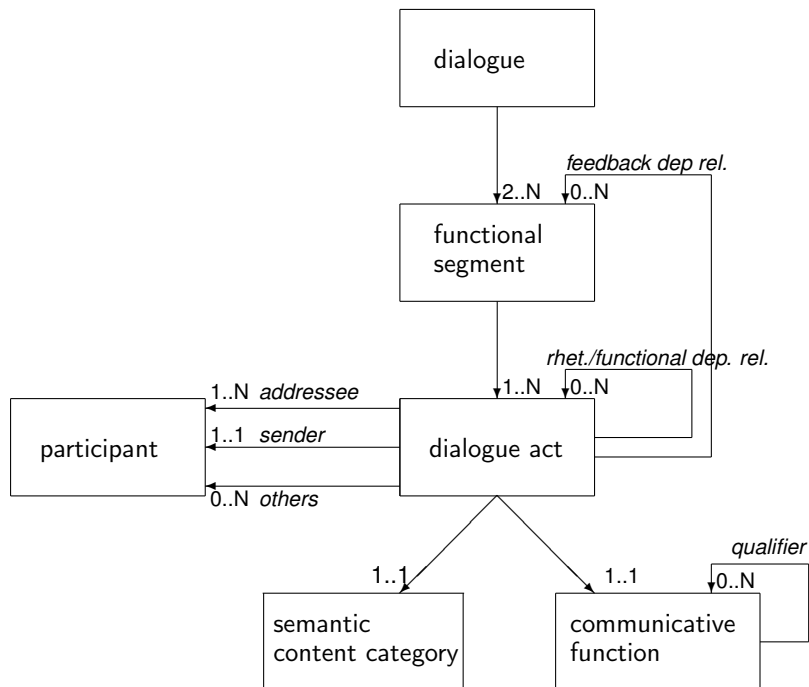 dialogue
feedback dep rel.
2..N
0..N
functional
segment
rhet./functional dep. rel.
1..N
0..N
1..N addressee
participant
1..1 sender
dialogue act
0..N others
qualifier
1..1
1..1
0..N
semantic
content category
communicative
function